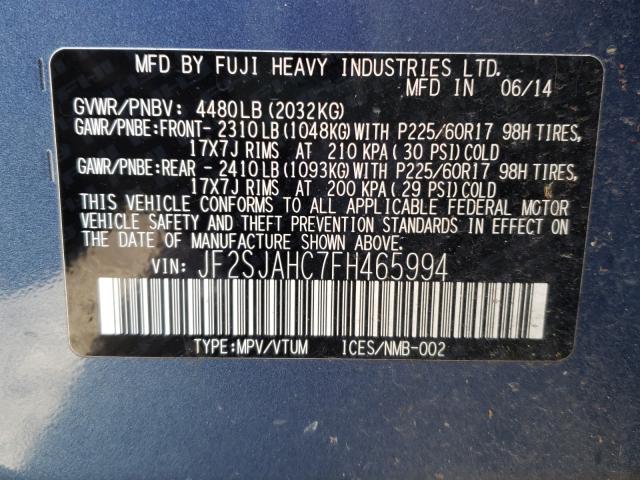 MFD BY FUJI HEAVY INDUSTRIES LTD.
MFD IN 06/14
GVWR/PNBV: 4480LB (2032KG)
GAWR/PNBE:FRONT- 2310LB (1048KG) WITH P225/60R17 98H TIRES,
17X7J RIMS AT 210 KPA (30 PSI) COLD
GAWR/PNBE:REAR - 2410LB (1093KG) WITH P225/60R17 98H TIRES,
17X7J RIMS AT 200 KPA (29 PSI) COLD
THIS VEHICLE CONFORMS TO ALL APPLICABLE FEDERAL MOTOR
VEHICLE SAFETY AND THEFT PREVENTION STANDARDS IN EFFECT
ON THE DATE OF MANUFACTURE SHOWN ABOVE.
VIN: JF2SJAHC7FH465994
TYPE:MPV/VTUM ICES/NMB-002